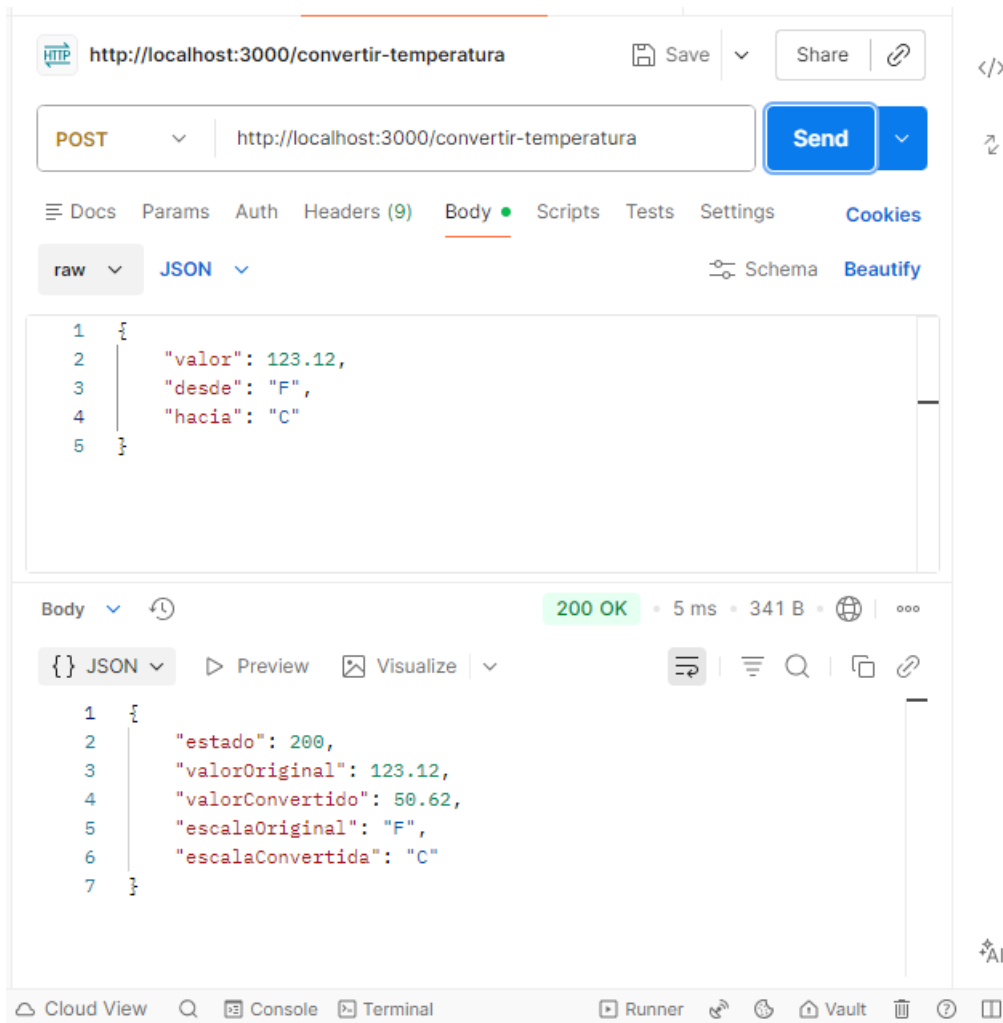 HTTP http://localhost:3000/convertir-temperatura Save Share
POST http://localhost:3000/convertir-temperatura Send
Docs Params Auth Headers (9) Body Scripts Tests Settings Cookies
raw JSON Schema Beautify
1 {
2 "valor": 123.12,
3 "desde": "F",
4 "hacia": "C"
5 }
Body 200 OK 5 ms 341 B
{} JSON Preview Visualize
1 {
2 "estado": 200,
3 "valorOriginal": 123.12,
4 "valorConvertido": 50.62,
5 "escalaOriginal": "F",
6 "escalaConvertida": "C"
7 }
AI
Cloud View Console Terminal Runner Vault